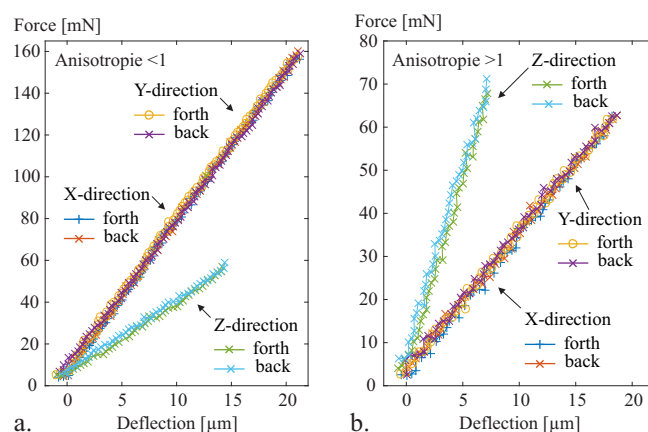 Force [mN]
160
140
120
100
80
60
40
20
0
Anisotropie <1
Y-direction
forth
back
X-direction
forth
back
Z-direction
forth
back
0
5
10
15
20
a.
Deflection [µm]
Force [mN]
80
70
60
50
40
30
20
10
0
Anisotropie >1
Z-direction
forth
back
Y-direction
forth
back
X-direction
forth
back
0
5
10
15
20
b.
Deflection [µm]